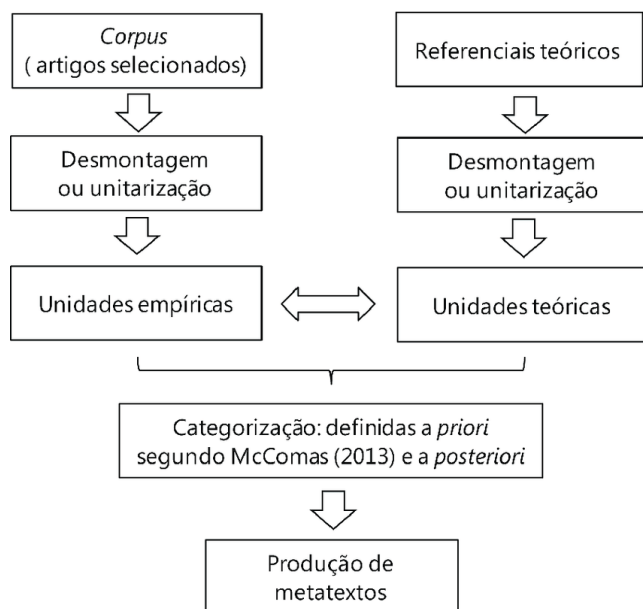 Corpus
( artigos selecionados)
Referenciais teóricos
Desmontagem
ou unitarização
Desmontagem
ou unitarização
Unidades empíricas
Unidades teóricas
Categorização: definidas a priori
segundo McComas (2013) e a posteriori
Produção de
metatextos